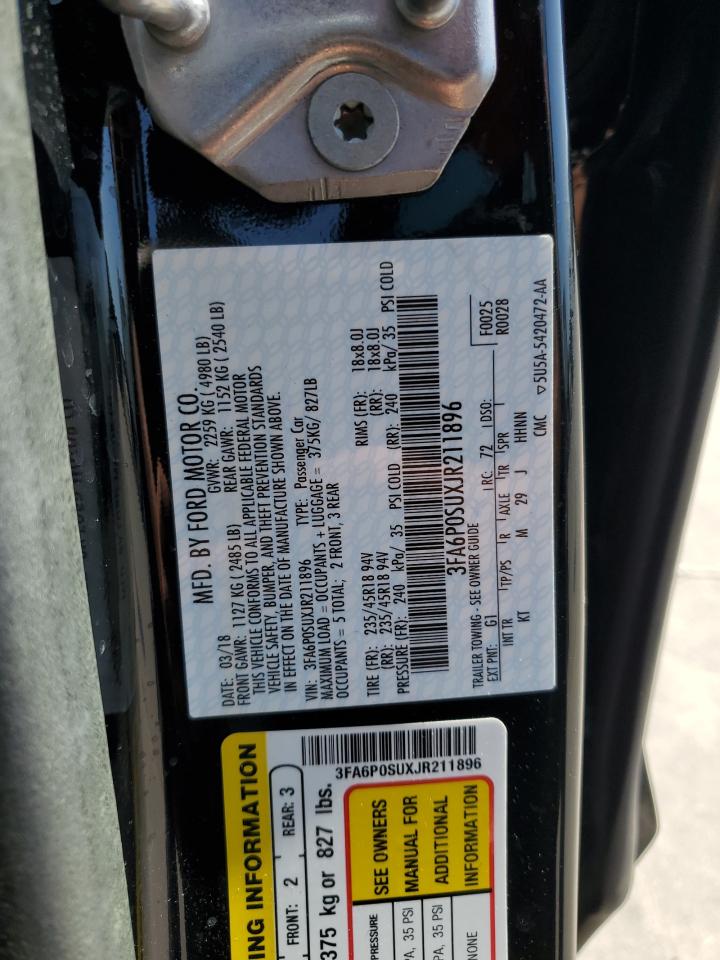 MFD. BY FORD MOTOR CO.
DATE: 03/18 GVWR: 2259 KG ( 4980 LB)
FRONT GAWR: 1127 KG ( 2485 LB) REAR GAWR: 1152 KG ( 2540 LB)
THIS VEHICLE CONFORMS TO ALL APPLICABLE FEDERAL MOTOR
VEHICLE SAFETY, BUMPER, AND THEFT PREVENTION STANDARDS
IN EFFECT ON THE DATE OF MANUFACTURE SHOWN ABOVE.
VIN: 3FA6P0SUXJR211896 TYPE: Passenger Car
MAXIMUM LOAD = OCCUPANTS + LUGGAGE = 375KG/ 827LB
OCCUPANTS = 5 TOTAL; 2 FRONT, 3 REAR
TIRE (FR): 235/45R18 94V RIMS (FR): 18x8.0J
(RR): 235/45R18 94V (RR): 18x8.0J
PRESSURE (FR): 240 kPa/ 35 PSI COLD (RR): 240 kPa/ 35 PSI COLD
3FA6P0SUXJR211896
TRAILER TOWING - SEE OWNER GUIDE F0025
EXT PNT: G1 RC: 72 DSO: R0028
INT TR TP/PS R AXLE TR SPR
KT M 29 J HHNN
CMC ▽5U5A-5420472-AA
ING INFORMATION
FRONT: 2 REAR: 3
375 kg or 827 lbs.
3FA6P0SUXJR211896
PRESSURE
PA, 35 PSI
PA, 35 PSI
NONE
SEE OWNERS
MANUAL FOR
ADDITIONAL
INFORMATION